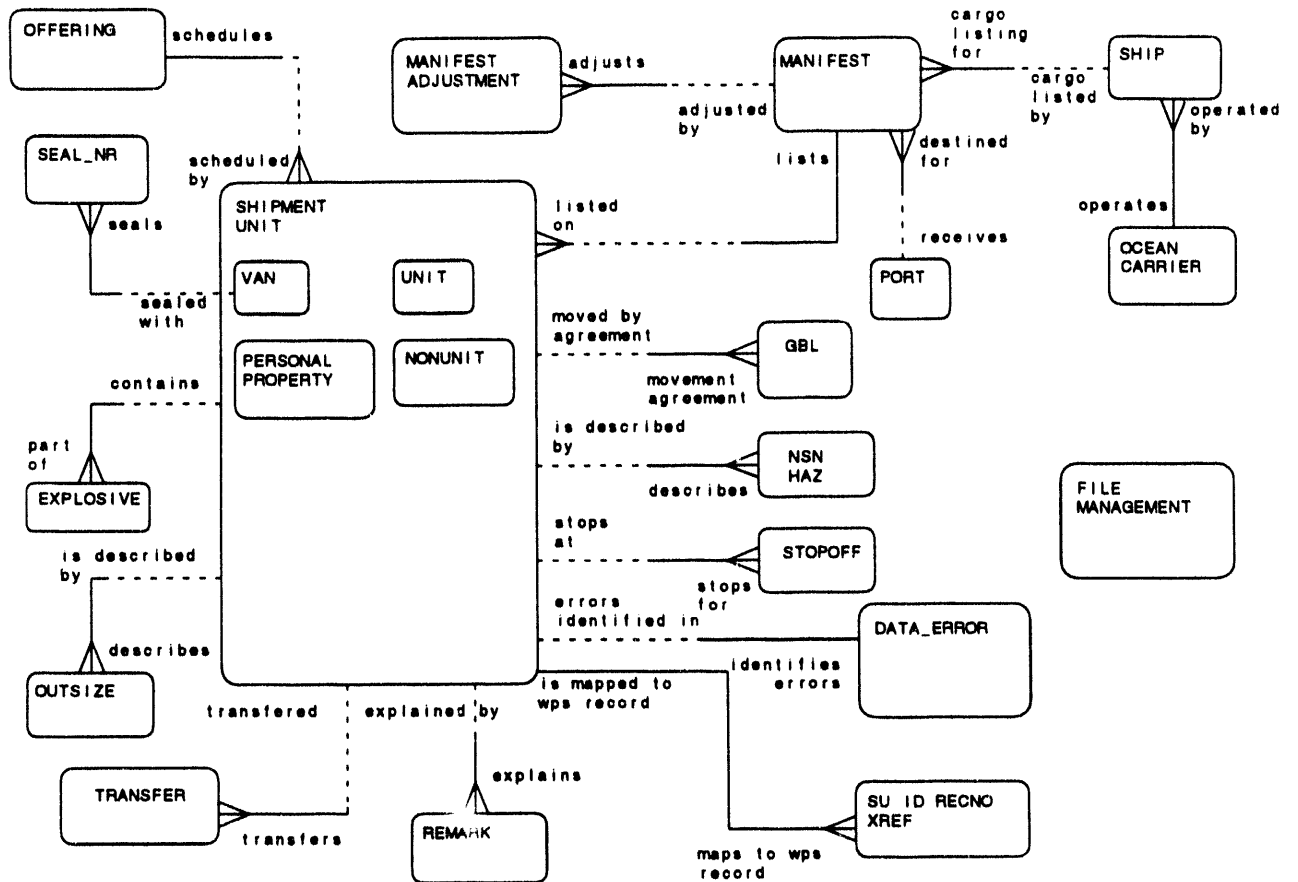 OFFERING
schedules
MANIFEST
ADJUSTMENT
adjusts
adjusted
by
MANIFEST
cargo
listing
for
cargo
listed
by
SHIP
operated
by
operates
OCEAN
CARRIER
SEAL_NR
seals
scheduled
by
sealed
with
SHIPMENT
UNIT
VAN
UNIT
PERSONAL
PROPERTY
NONUNIT
listed
on
lists
destined
for
receives
PORT
moved by
agreement
GBL
movement
agreement
contains
part
of
EXPLOSIVE
is described
by
NSN
HAZ
describes
FILE
MANAGEMENT
stops
at
STOPOFF
stops
for
is described
by
describes
OUTSIZE
errors
identified in
DATA_ERROR
identifies
errors
is mapped to
wps record
transfered
explained by
TRANSFER
transfers
explains
REMARK
SU ID RECNO
XREF
maps to wps
record